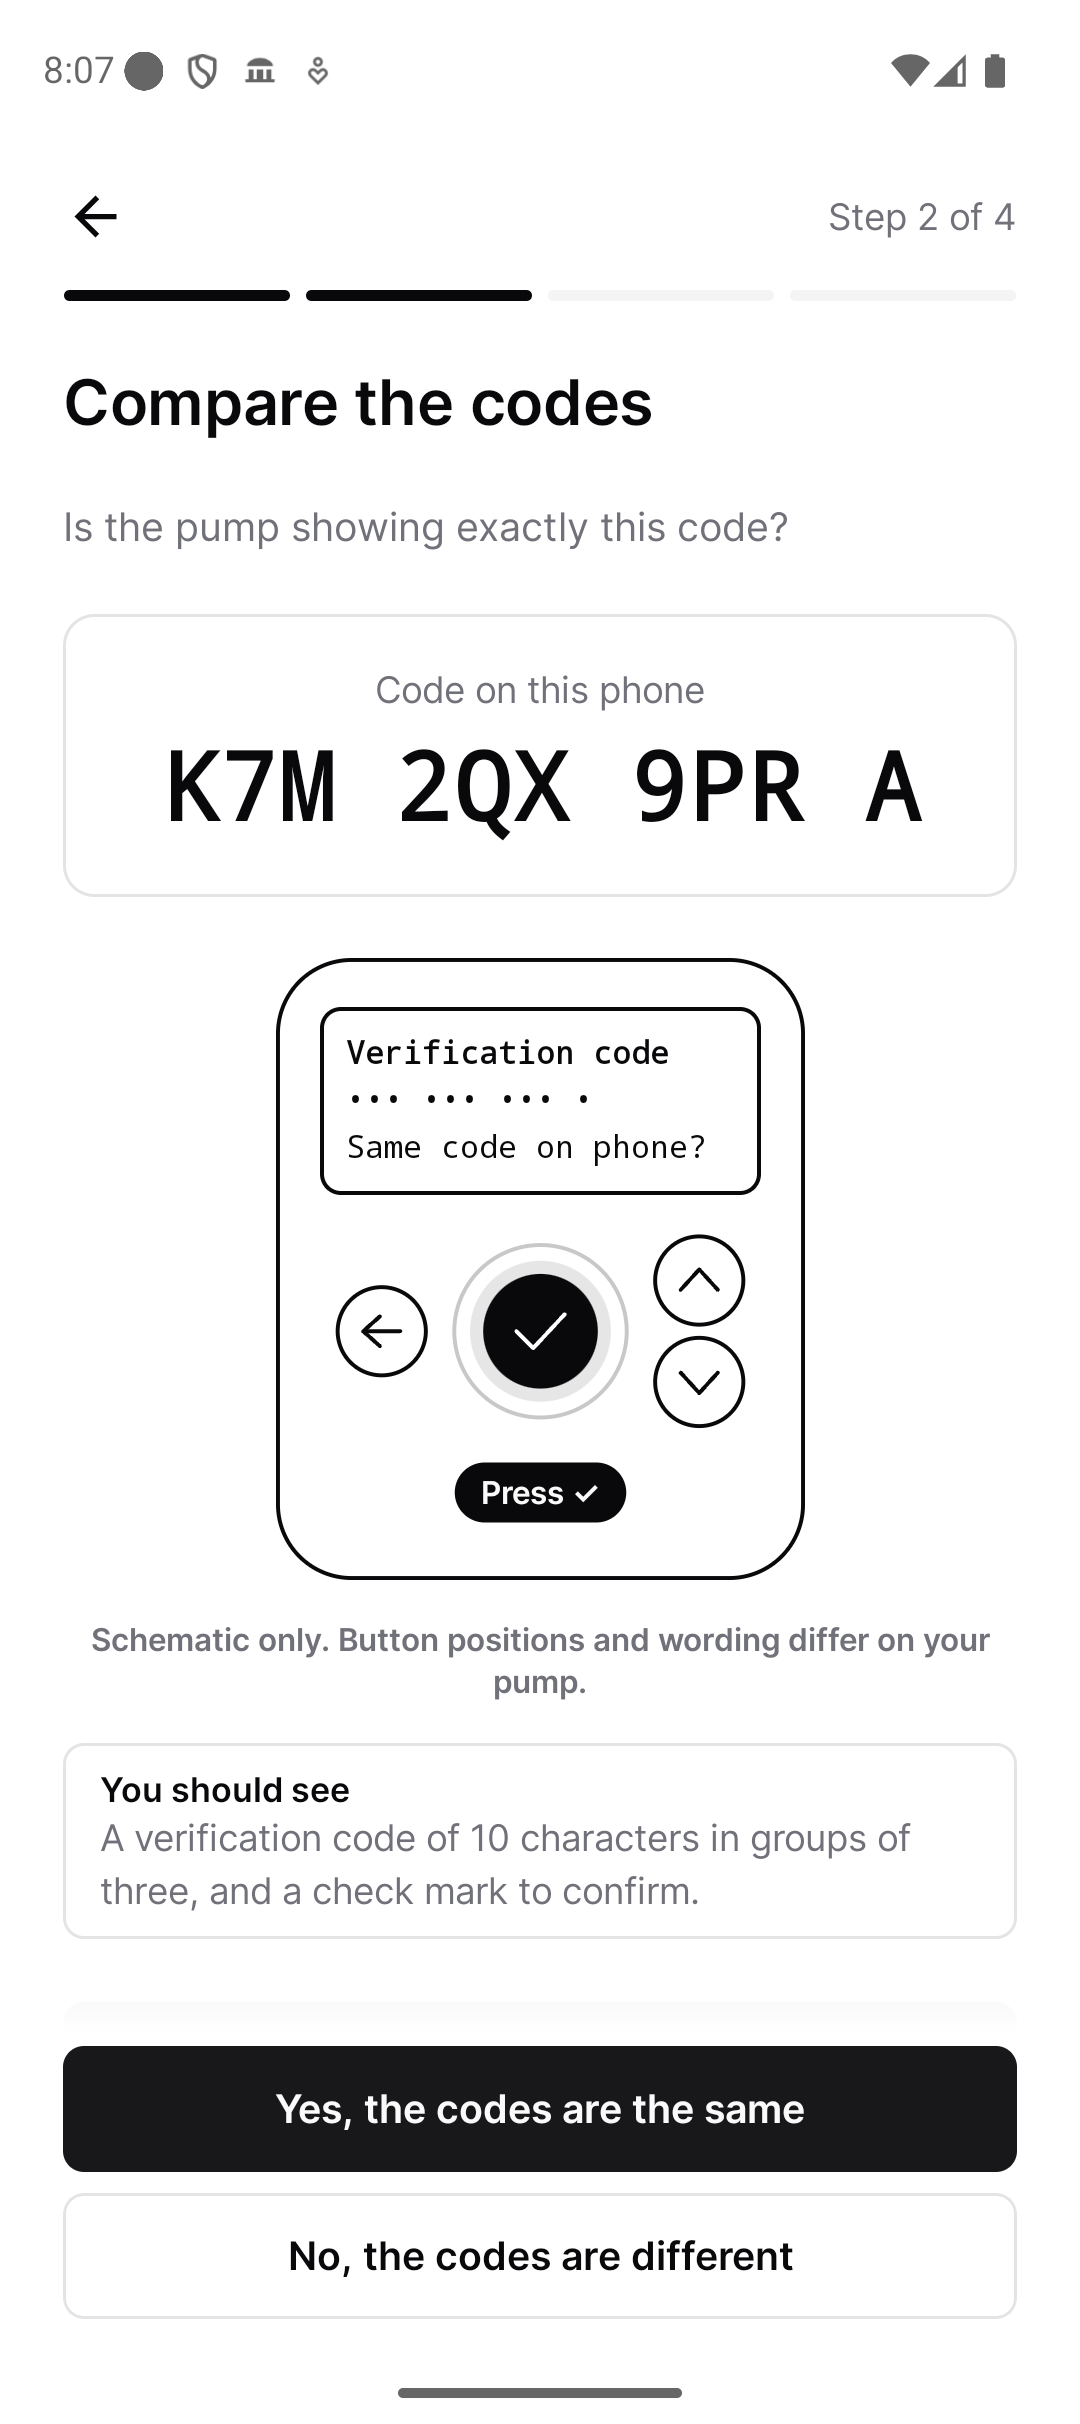 8:07
Step 2 of 4
Compare the codes
Is the pump showing exactly this code?
Code on this phone
K7M 2QX 9PR A
Verification code
••• ••• ••• •
Same code on phone?
Press ✓
Schematic only. Button positions and wording differ on your
pump.
You should see
A verification code of 10 characters in groups of
three, and a check mark to confirm.
Yes, the codes are the same
No, the codes are different